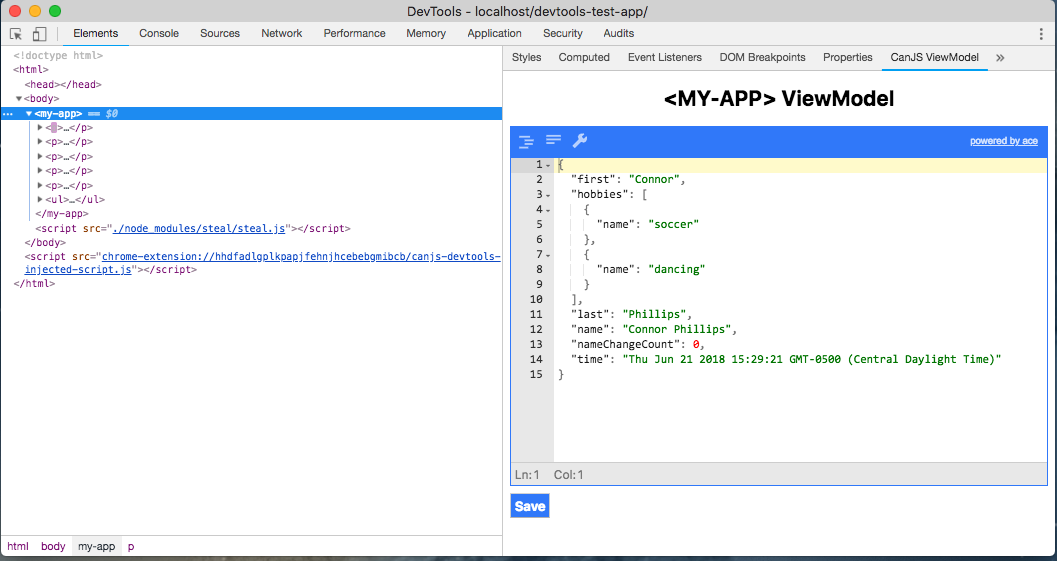 DevTools - localhost/devtools-test-app/
Elements Console Sources Network Performance Memory Application Security Audits
<!doctype html>
<html>
<head></head>
▼<body>
… ▼<my-app> == $0
▶<p>…</p>
▶<p>…</p>
▶<p>…</p>
▶<p>…</p>
▶<p>…</p>
▶<ul>…</ul>
</my-app>
<script src="./node_modules/steal/steal.js"></script>
</body>
<script src="chrome-extension://hhdfadlgplkpapjfehnjhcebebgmibcb/canjs-devtools-
injected-script.js"></script>
</html>
html body my-app p
Styles Computed Event Listeners DOM Breakpoints Properties CanJS ViewModel »
<MY-APP> ViewModel
powered by ace
1 {
2 "first": "Connor",
3 "hobbies": [
4 {
5 "name": "soccer"
6 },
7 {
8 "name": "dancing"
9 }
10 ],
11 "last": "Phillips",
12 "name": "Connor Phillips",
13 "nameChangeCount": 0,
14 "time": "Thu Jun 21 2018 15:29:21 GMT-0500 (Central Daylight Time)"
15 }
Ln:1 Col:1
Save